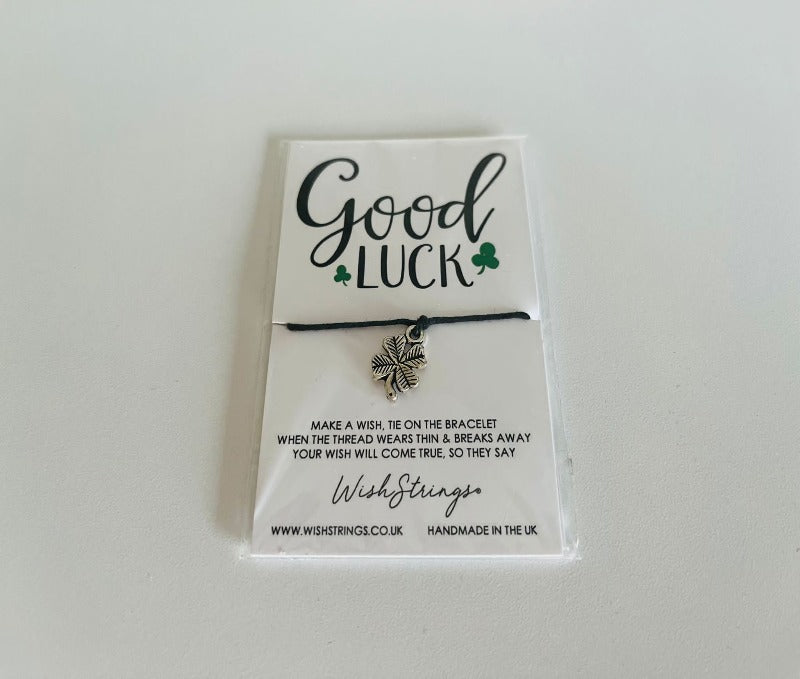 Good
LUCK
MAKE A WISH, TIE ON THE BRACELET
WHEN THE THREAD WEARS THIN & BREAKS AWAY
YOUR WISH WILL COME TRUE, SO THEY SAY
WishStrings®
WWW.WISHSTRINGS.CO.UK HANDMADE IN THE UK